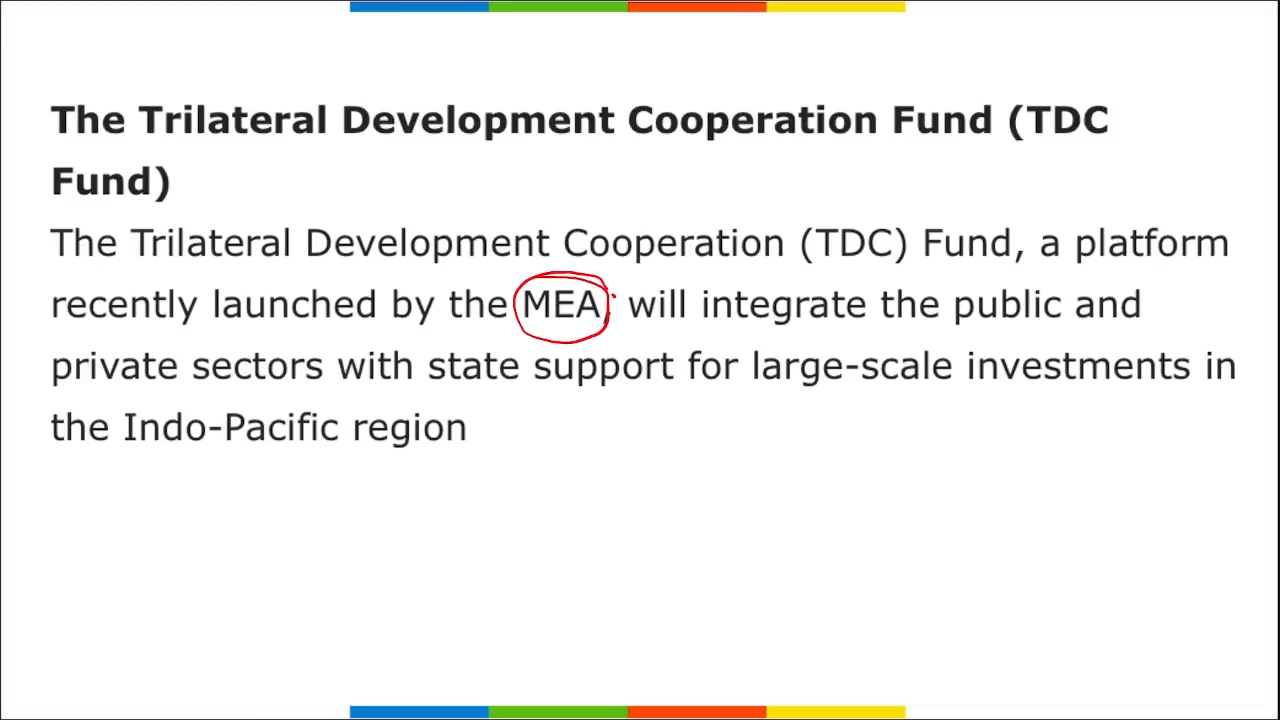 The Trilateral Development Cooperation Fund (TDC
Fund)
The Trilateral Development Cooperation (TDC) Fund, a platform
recently launched by the MEA, will integrate the public and
private sectors with state support for large-scale investments in
the Indo-Pacific region